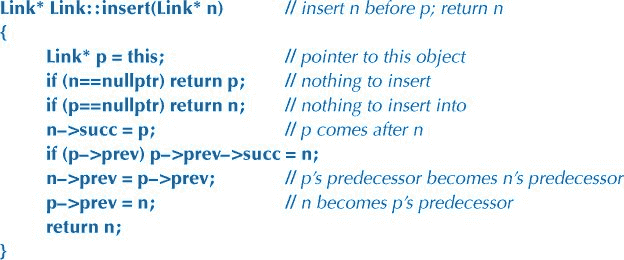 Link* Link::insert(Link* n) // insert n before p; return n
{
Link* p = this; // pointer to this object
if (n==nullptr) return p; // nothing to insert
if (p==nullptr) return n; // nothing to insert into
n–>succ = p; // p comes after n
if (p–>prev) p–>prev–>succ = n;
n–>prev = p–>prev; // p's predecessor becomes n's predecessor
p–>prev = n; // n becomes p's predecessor
return n;
}